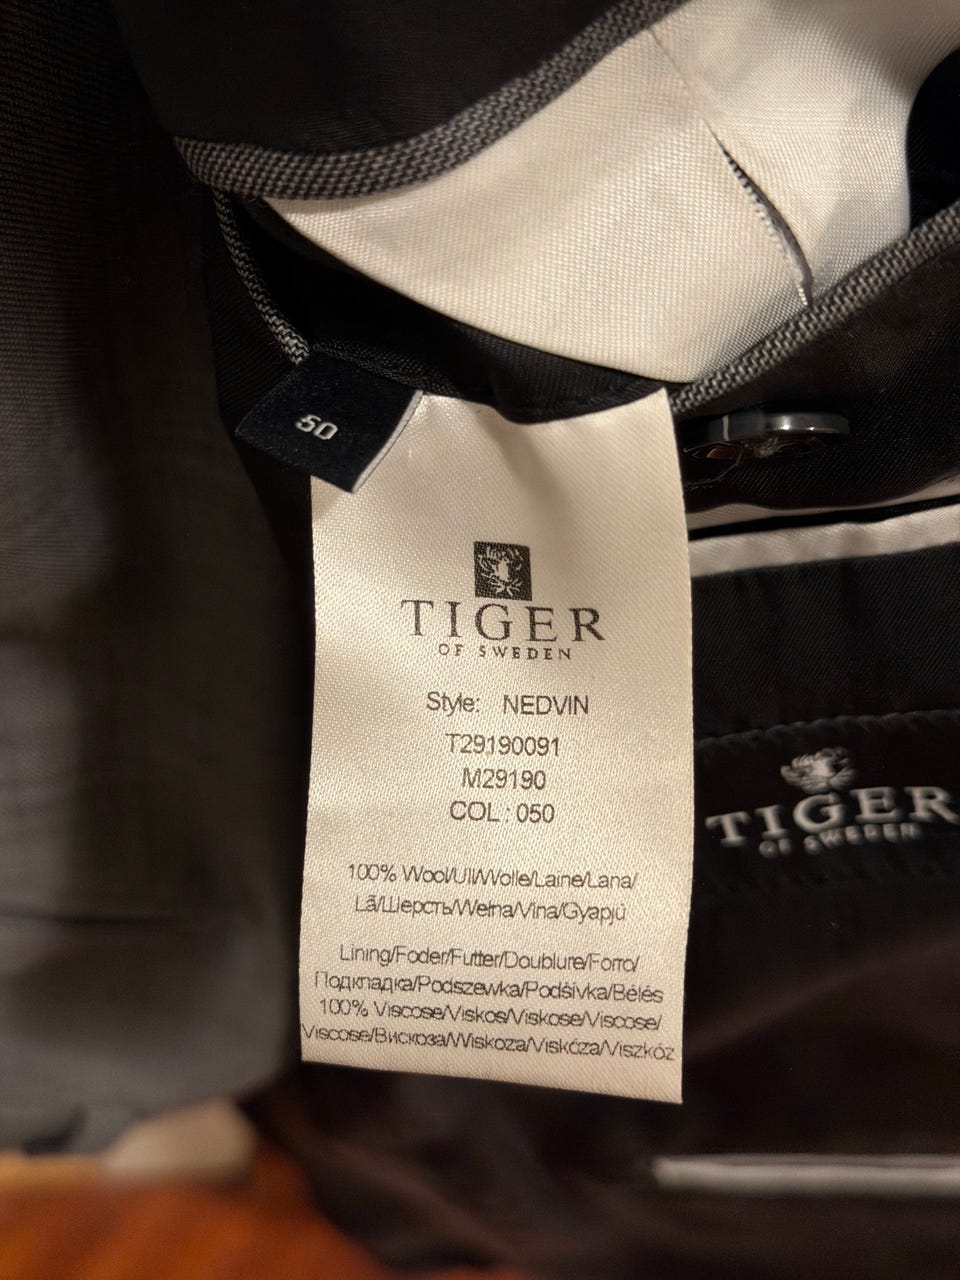 50
TIGER
OF SWEDEN
Style: NEDVIN
T29190091
M29190
COL : 050
100% Wool/Ull/Wolle/Laine/Lana/
Lã/Шерсть/Wełna/Vlna/Gyapjú
Lining/Foder/Futter/Doublure/Forro/
Подкладка/Podszewka/Podšívka/Bélés
100% Viscose/Viskos/Viskose/Viscose/
Viscose/Вискоза/Wiskoza/Viskóza/Viszkóz
TIGER
OF SWEDEN